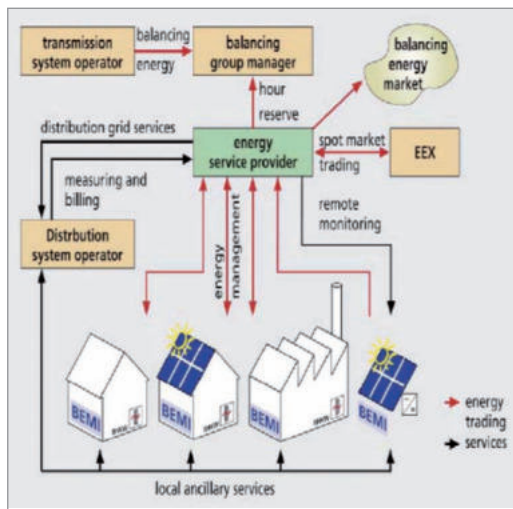 transmission
system operator
balancing
energy
balancing
group manager
balancing
energy
market
hour
reserve
distribution grid services
energy
service provider
spot market
trading
EEX
measuring and
billing
remote
monitoring
Distrbution
system operator
energy
management
BEMI
BEMI
BEMI
BEMI
energy
trading
services
local ancillary services